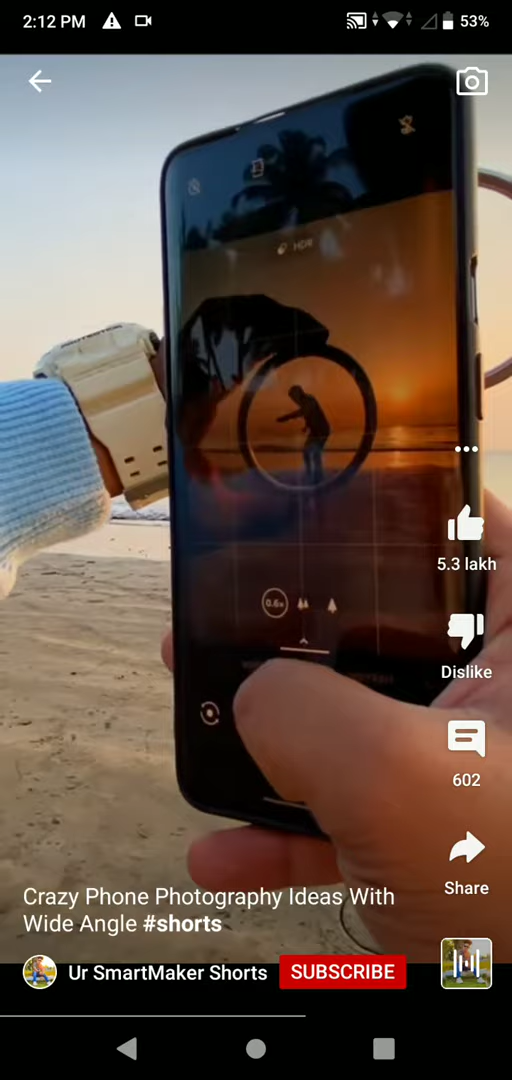 2:12 PM
53%
HDR
0.6x
5.3 lakh
Dislike
602
Share
Crazy Phone Photography Ideas With
Wide Angle #shorts
Ur SmartMaker Shorts
SUBSCRIBE